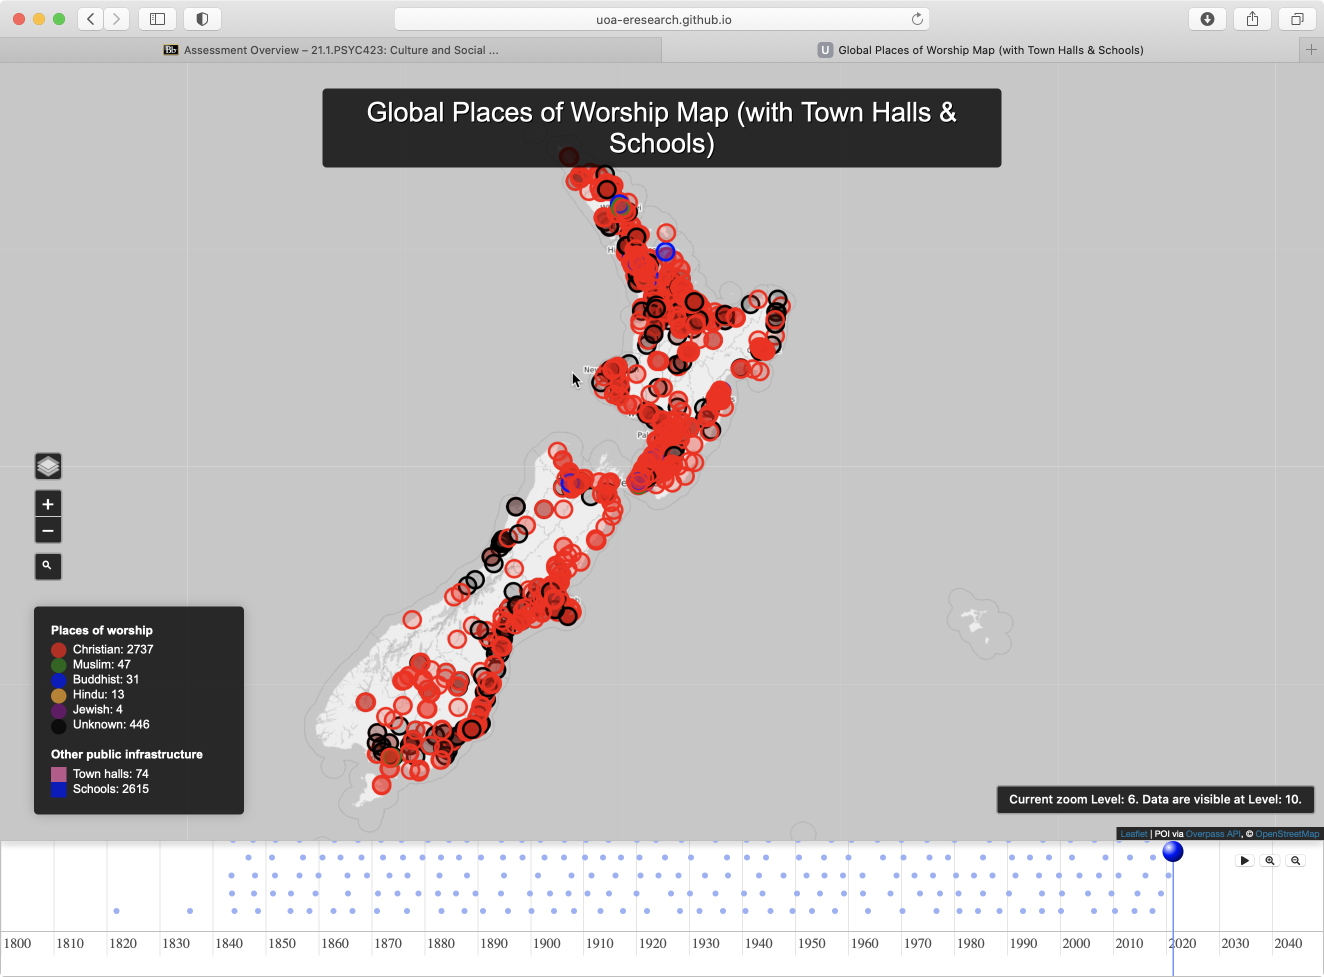 uoa-eresearch.github.io
Bb Assessment Overview – 21.1.PSYC423: Culture and Social ...
U Global Places of Worship Map (with Town Halls & Schools)
Global Places of Worship Map (with Town Halls &
Schools)
+
−
Places of worship
Christian: 2737
Muslim: 47
Buddhist: 31
Hindu: 13
Jewish: 4
Unknown: 446
Other public infrastructure
Town halls: 74
Schools: 2615
Current zoom Level: 6. Data are visible at Level: 10.
Leaflet | POI via Overpass API, © OpenStreetMap
1800 1810 1820 1830 1840 1850 1860 1870 1880 1890 1900 1910 1920 1930 1940 1950 1960 1970 1980 1990 2000 2010 2020 2030 2040